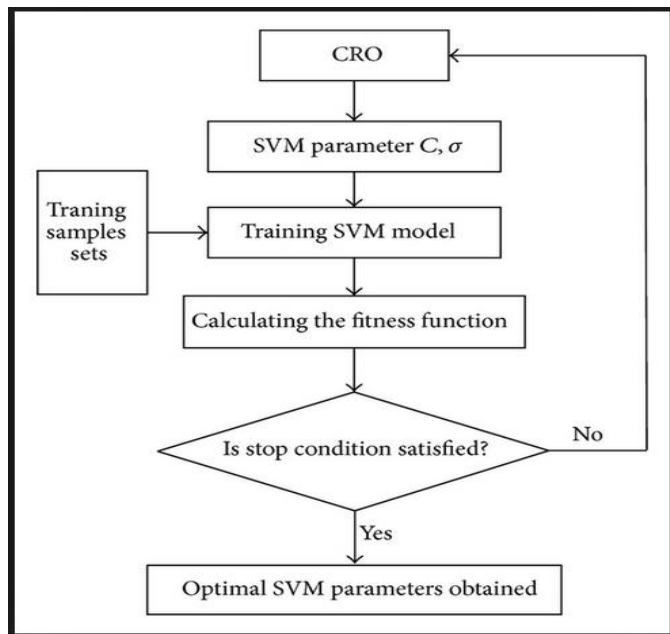 CRO
SVM parameter C, σ
Traning
samples
sets
Training SVM model
Calculating the fitness function
Is stop condition satisfied?
No
Yes
Optimal SVM parameters obtained